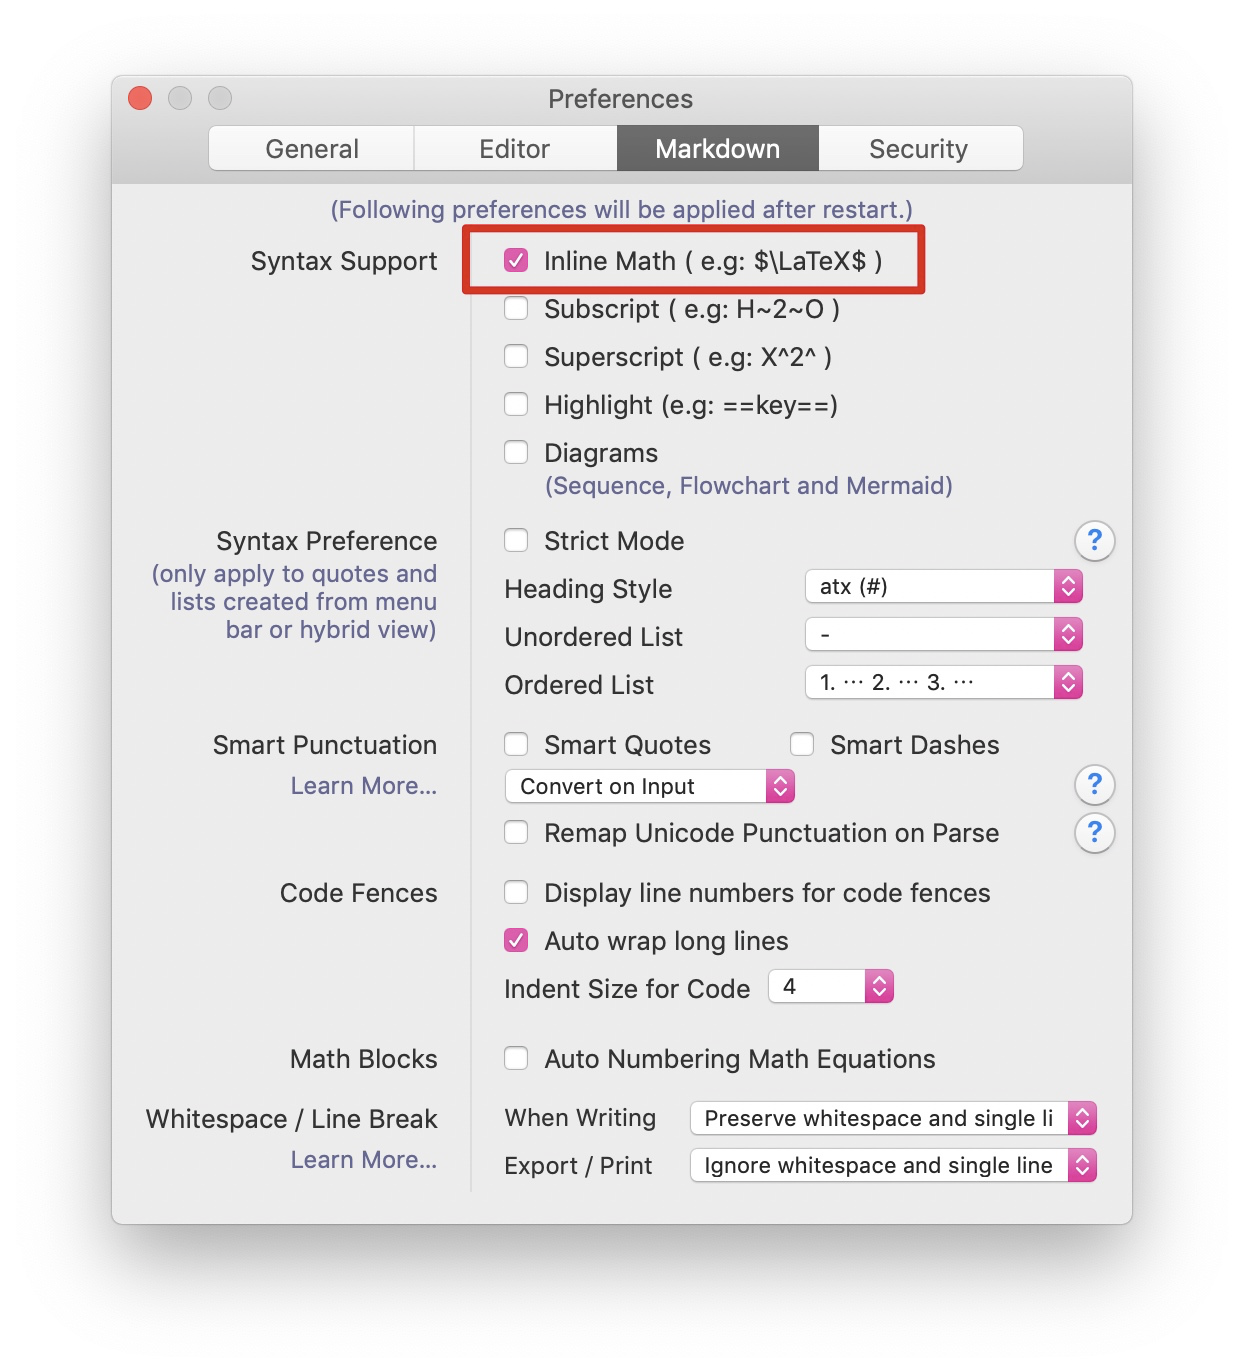 Preferences
General Editor Markdown Security
(Following preferences will be applied after restart.)
Syntax Support Inline Math ( e.g: $\LaTeX$ )
Subscript ( e.g: H~2~O )
Superscript ( e.g: X^2^ )
Highlight (e.g: ==key==)
Diagrams
(Sequence, Flowchart and Mermaid)
Syntax Preference Strict Mode ?
(only apply to quotes and
lists created from menu
bar or hybrid view)
Heading Style atx (#)
Unordered List -
Ordered List 1. ··· 2. ··· 3. ···
Smart Punctuation Smart Quotes Smart Dashes
Learn More... Convert on Input ?
Remap Unicode Punctuation on Parse ?
Code Fences Display line numbers for code fences
Auto wrap long lines
Indent Size for Code 4
Math Blocks Auto Numbering Math Equations
Whitespace / Line Break When Writing Preserve whitespace and single li
Learn More... Export / Print Ignore whitespace and single line